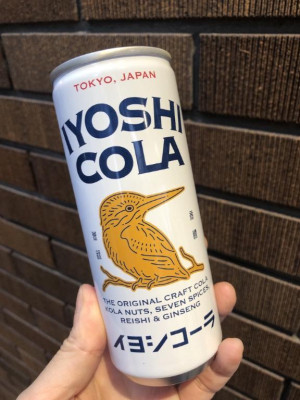 TOKYO, JAPAN
IYOSHI
COLA
THE ORIGINAL CRAFT COLA
KOLA NUTS, SEVEN SPICES
REISHI & GINSENG
イヨシコーラ